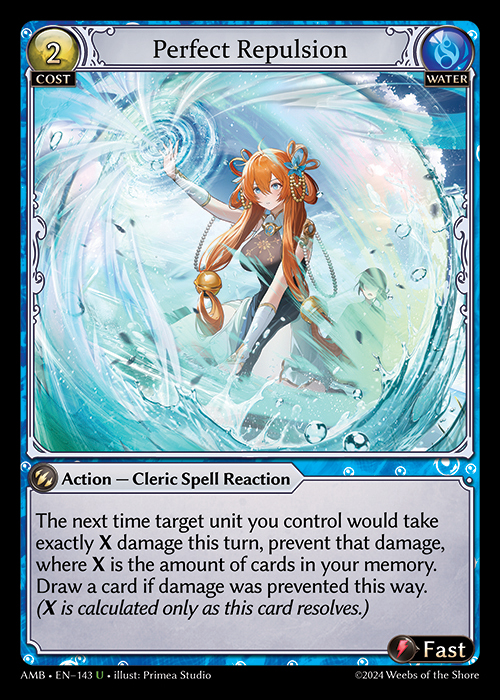 2
Perfect Repulsion
COST
WATER
Action — Cleric Spell Reaction
The next time target unit you control would take
exactly X damage this turn, prevent that damage,
where X is the amount of cards in your memory.
Draw a card if damage was prevented this way.
(X is calculated only as this card resolves.)
Fast
AMB • EN–143 U • illust: Primea Studio
©2024 Weebs of the Shore